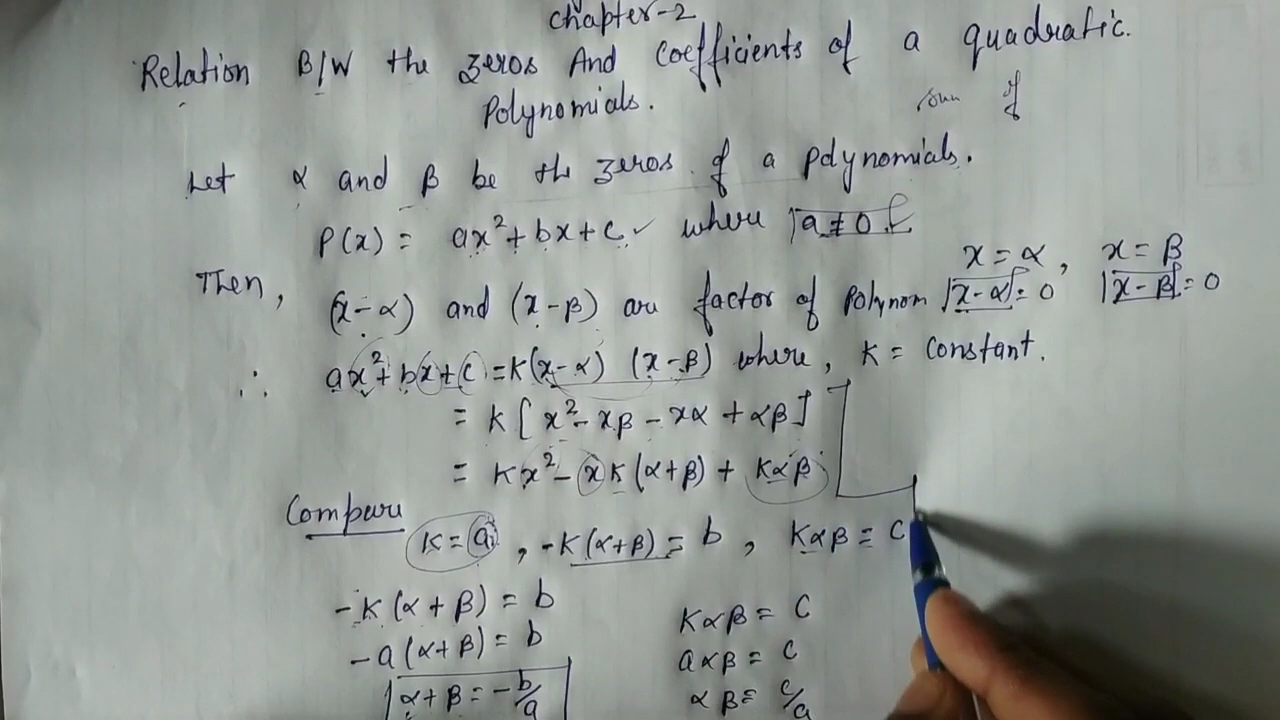 chapter-2
Relation B/W the zeros And coefficients of a quadratic.
Polynomials.
sum of
Let α and β be the zeros of a polynomials.
P(x) = ax²+bx+c, where a≠0.
x=α, x=β
Then, (x-α) and (x-β) are factor of Polynom x-α=0 x-β=0
∴ ax²+bx+c = K(x-α) (x-β) where, K = constant.
= K[x²-xβ-xα+αβ]
= Kx²-xK(α+β)+Kαβ
Compare
K=a, -K(α+β)=b, Kαβ=c
-K(α+β)=b Kαβ=c
-a(α+β)=b aαβ=c
α+β=-b/a αβ=c/a